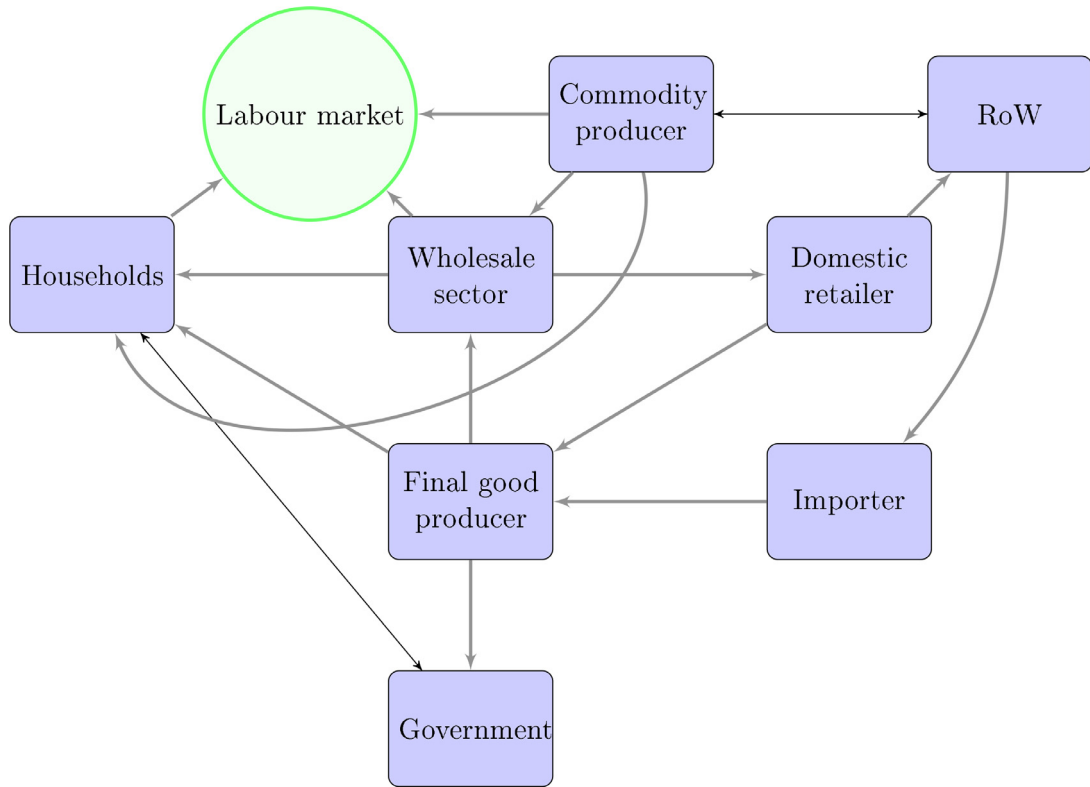 Labour market
Commodity
producer
RoW
Households
Wholesale
sector
Domestic
retailer
Final good
producer
Importer
Government